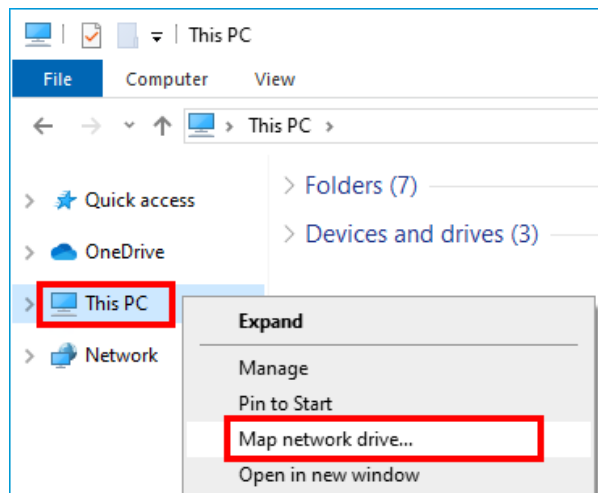 This PC
File Computer View
This PC
Quick access
OneDrive
This PC
Network
Folders (7)
Devices and drives (3)
Expand
Manage
Pin to Start
Map network drive...
Open in new window